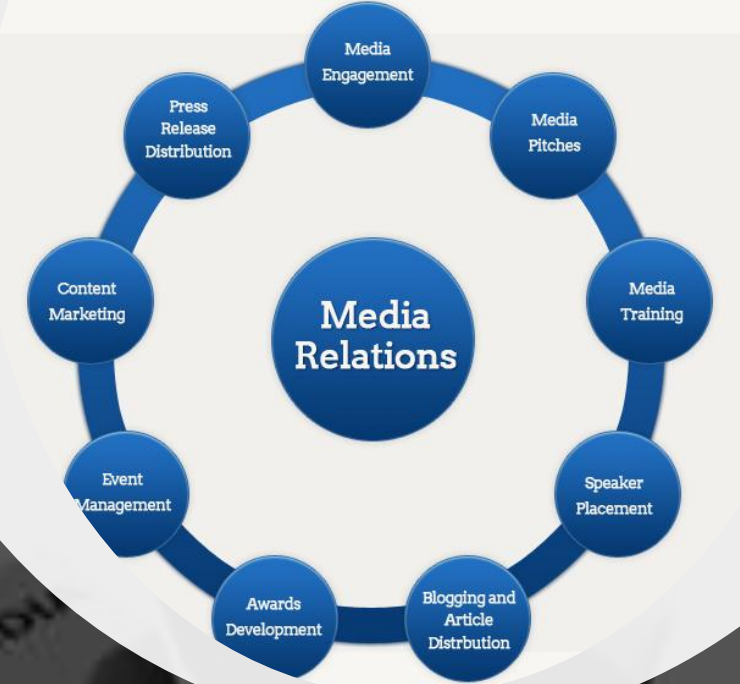 Media
Engagement
Media
Pitches
Media
Training
Speaker
Placement
Blogging and
Article
Distrbution
Awards
Development
Event
Management
Content
Marketing
Press
Release
Distribution
Media
Relations